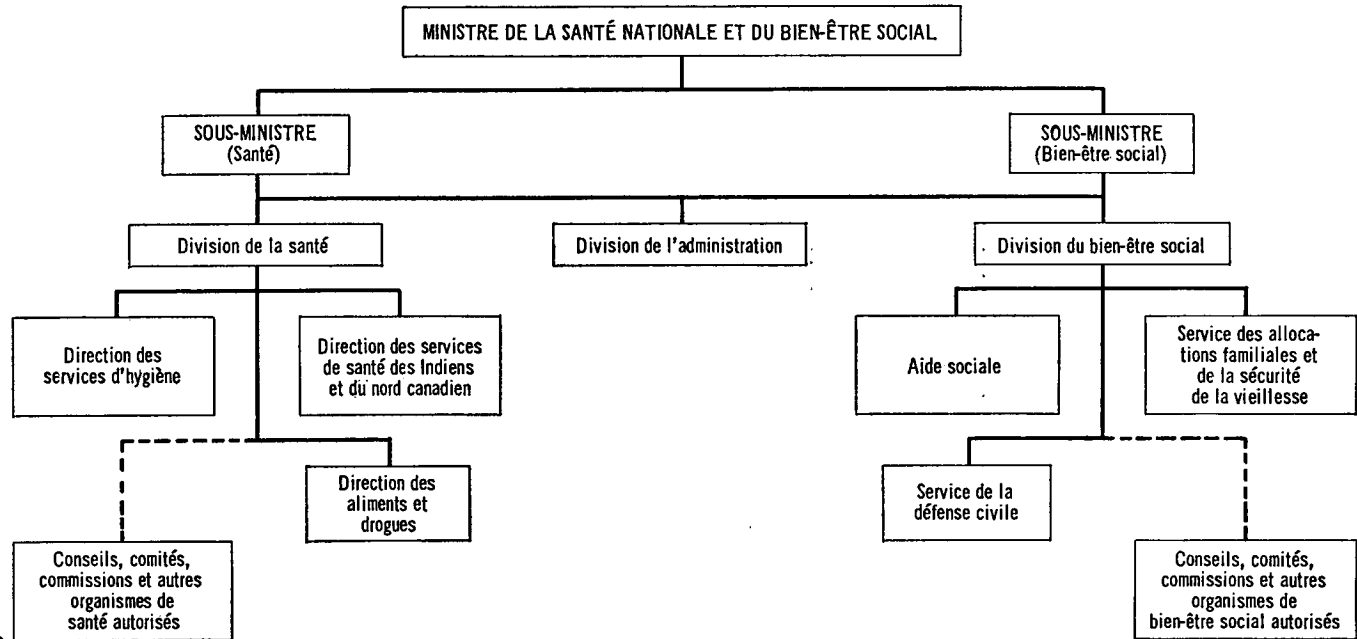 MINISTRE DE LA SANTÉ NATIONALE ET DU BIEN-ÊTRE SOCIAL
SOUS-MINISTRE
(Santé)
SOUS-MINISTRE
(Bien-être social)
Division de la santé
Division de l'administration
Division du bien-être social
Direction des
services d'hygiène
Direction des services
de santé des Indiens
et du nord canadien
Aide sociale
Service des alloca-
tions familiales et
de la sécurité
de la vieillesse
Direction des
aliments et
drogues
Service de la
défense civile
Conseils, comités,
commissions et autres
organismes de
santé autorisés
Conseils, comités,
commissions et autres
organismes de
bien-être social autorisés